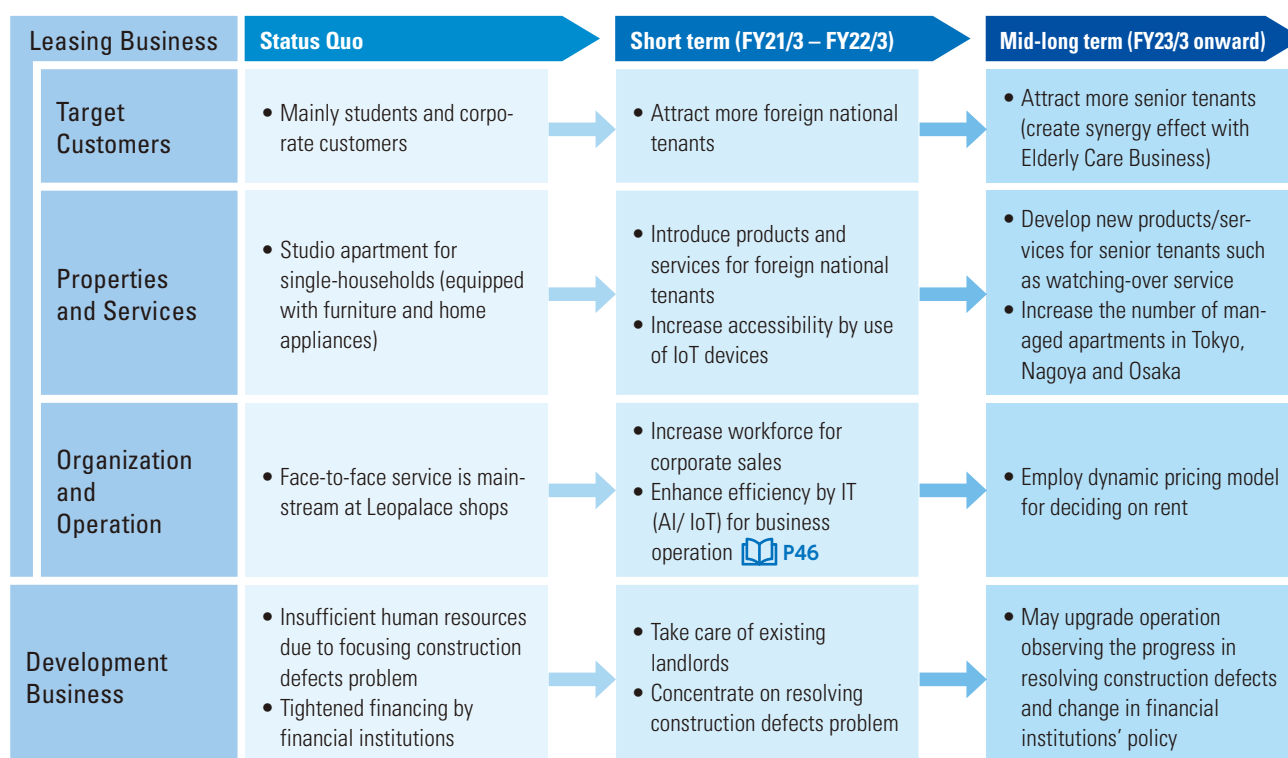 Leasing Business
Status Quo
Short term (FY21/3 – FY22/3)
Mid-long term (FY23/3 onward)
Target
Customers
• Mainly students and corpo-
rate customers
• Attract more foreign national
tenants
• Attract more senior tenants
(create synergy effect with
Elderly Care Business)
Properties
and Services
• Studio apartment for
single-households (equipped
with furniture and home
appliances)
• Introduce products and
services for foreign national
tenants
• Increase accessibility by use
of IoT devices
• Develop new products/ser-
vices for senior tenants such
as watching-over service
• Increase the number of man-
aged apartments in Tokyo,
Nagoya and Osaka
Organization
and
Operation
• Face-to-face service is main-
stream at Leopalace shops
• Increase workforce for
corporate sales
• Enhance efficiency by IT
(AI/ IoT) for business
operation P46
• Employ dynamic pricing model
for deciding on rent
Development
Business
• Insufficient human resources
due to focusing construction
defects problem
• Tightened financing by
financial institutions
• Take care of existing
landlords
• Concentrate on resolving
construction defects problem
• May upgrade operation
observing the progress in
resolving construction defects
and change in financial
institutions’ policy